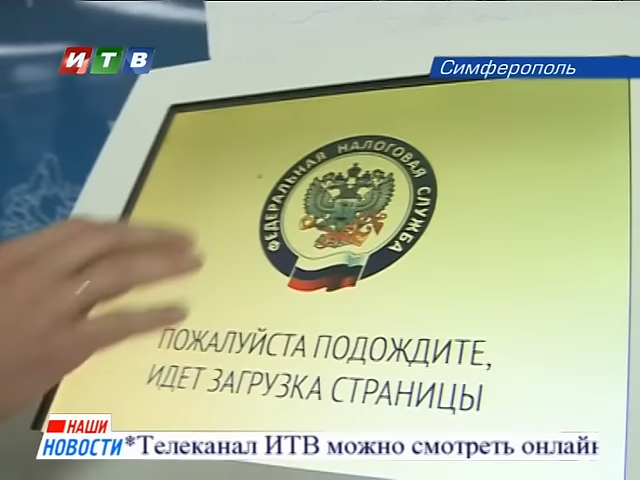 ИТВ
Симферополь
ФЕДЕРАЛЬНАЯ НАЛОГОВАЯ СЛУЖБА
ПОЖАЛУЙСТА ПОДОЖДИТЕ,
ИДЕТ ЗАГРУЗКА СТРАНИЦЫ
НАШИ
НОВОСТИ
*Телеканал ИТВ можно смотреть онлайн